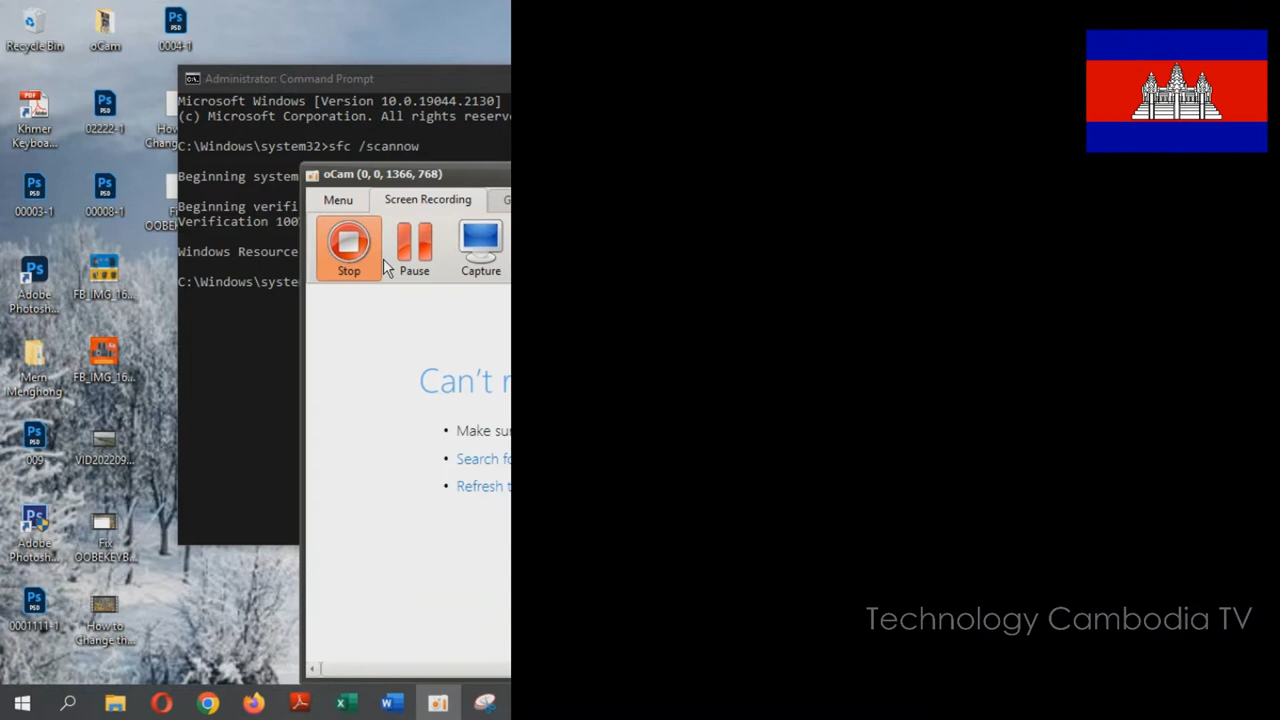 Recycle Bin
oCam
0004-1
Khmer
Keyboa...
02222-1
00003-1
00008-1
Adobe
Photosh...
FB_IMG_16...
Mem
Menghong
FB_IMG_16...
009
VID202209...
Adobe
Photosh...
Fix
OOBEKEYB...
0001111-1
How to
Change th...
Administrator: Command Prompt
Microsoft Windows [Version 10.0.19044.2130]
(c) Microsoft Corporation. All rights reserve
C:\Windows\system32>sfc /scannow
Beginning system
Beginning verifi
Verification 100
Windows Resource
C:\Windows\syste
oCam (0, 0, 1366, 768)
Menu
Screen Recording
Stop
Pause
Capture
Can't r
Make sur
Search fo
Refresh t
Technology Cambodia TV